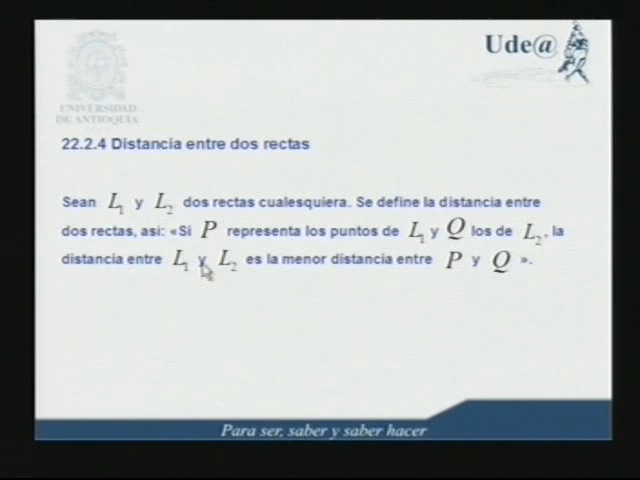 UNIVERSIDAD
DE ANTIOQUIA
Ude@
22.2.4 Distancia entre dos rectas
Sean L₁ y L₂ dos rectas cualesquiera. Se define la distancia entre
dos rectas, asi: «Si P representa los puntos de L₁ y Q los de L₂, la
distancia entre L₁ y L₂ es la menor distancia entre P y Q ».
Para ser, saber y saber hacer